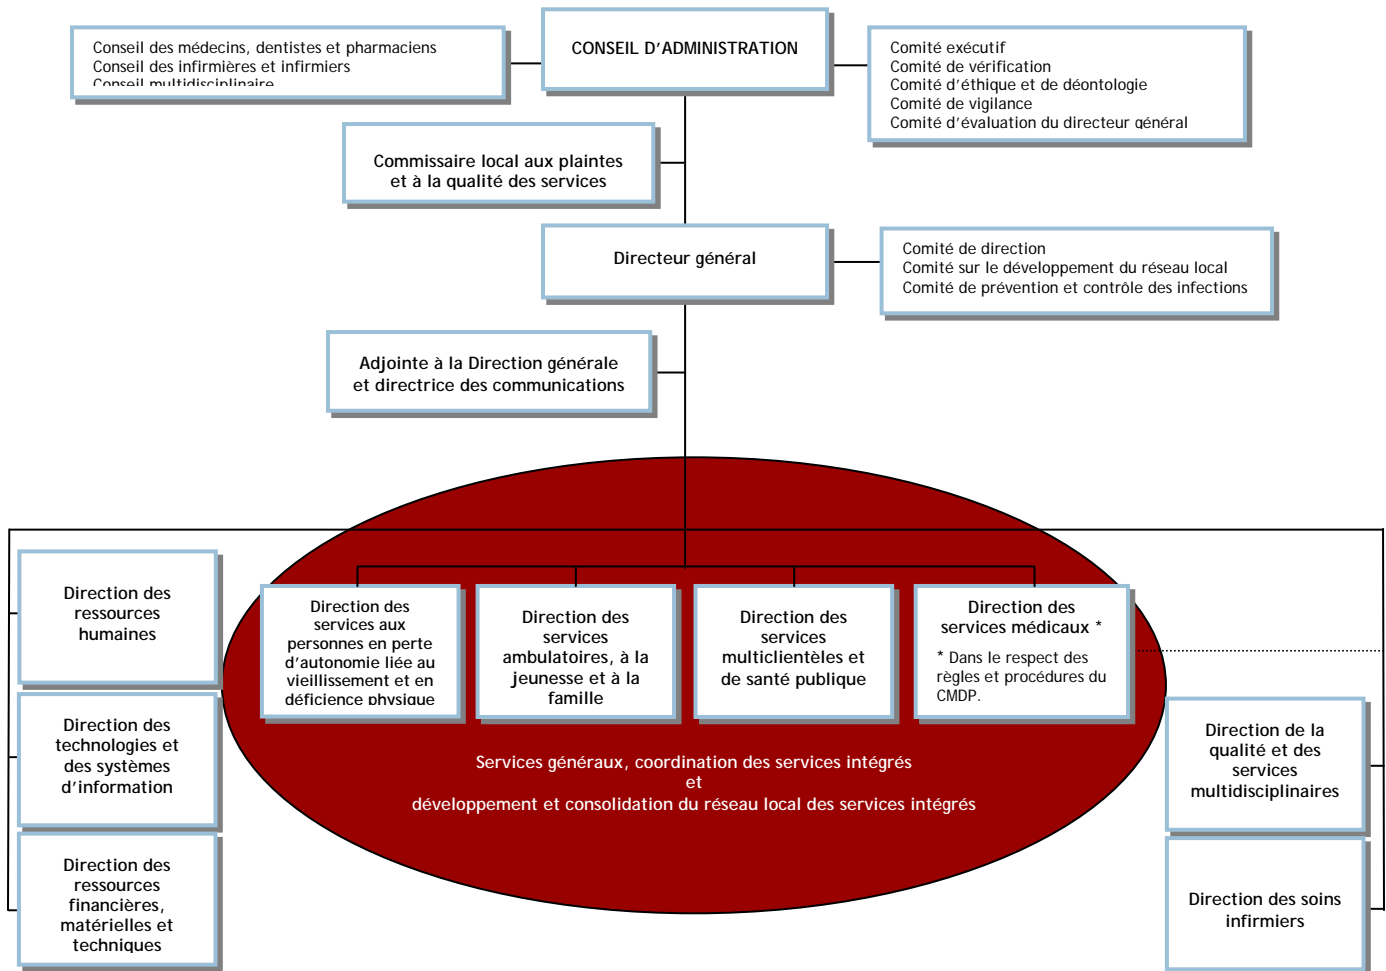 Conseil des médecins, dentistes et pharmaciens
Conseil des infirmières et infirmiers
Conseil multidisciplinaire
CONSEIL D'ADMINISTRATION
Comité exécutif
Comité de vérification
Comité d'éthique et de déontologie
Comité de vigilance
Comité d'évaluation du directeur général
Commissaire local aux plaintes
et à la qualité des services
Directeur général
Comité de direction
Comité sur le développement du réseau local
Comité de prévention et contrôle des infections
Adjointe à la Direction générale
et directrice des communications
Direction des
ressources
humaines
Direction des
services aux
personnes en perte
d'autonomie liée au
vieillissement et en
déficience physique
Direction des
services
ambulatoires, à la
jeunesse et à la
famille
Direction des
services
multiclientèles et
de santé publique
Direction des
services médicaux *
* Dans le respect des
règles et procédures du
CMDP.
Direction des
technologies et
des systèmes
d'information
Direction de la
qualité et des
services
multidisciplinaires
Services généraux, coordination des services intégrés
et
développement et consolidation du réseau local des services intégrés
Direction des
ressources
financières,
matérielles et
techniques
Direction des soins
infirmiers